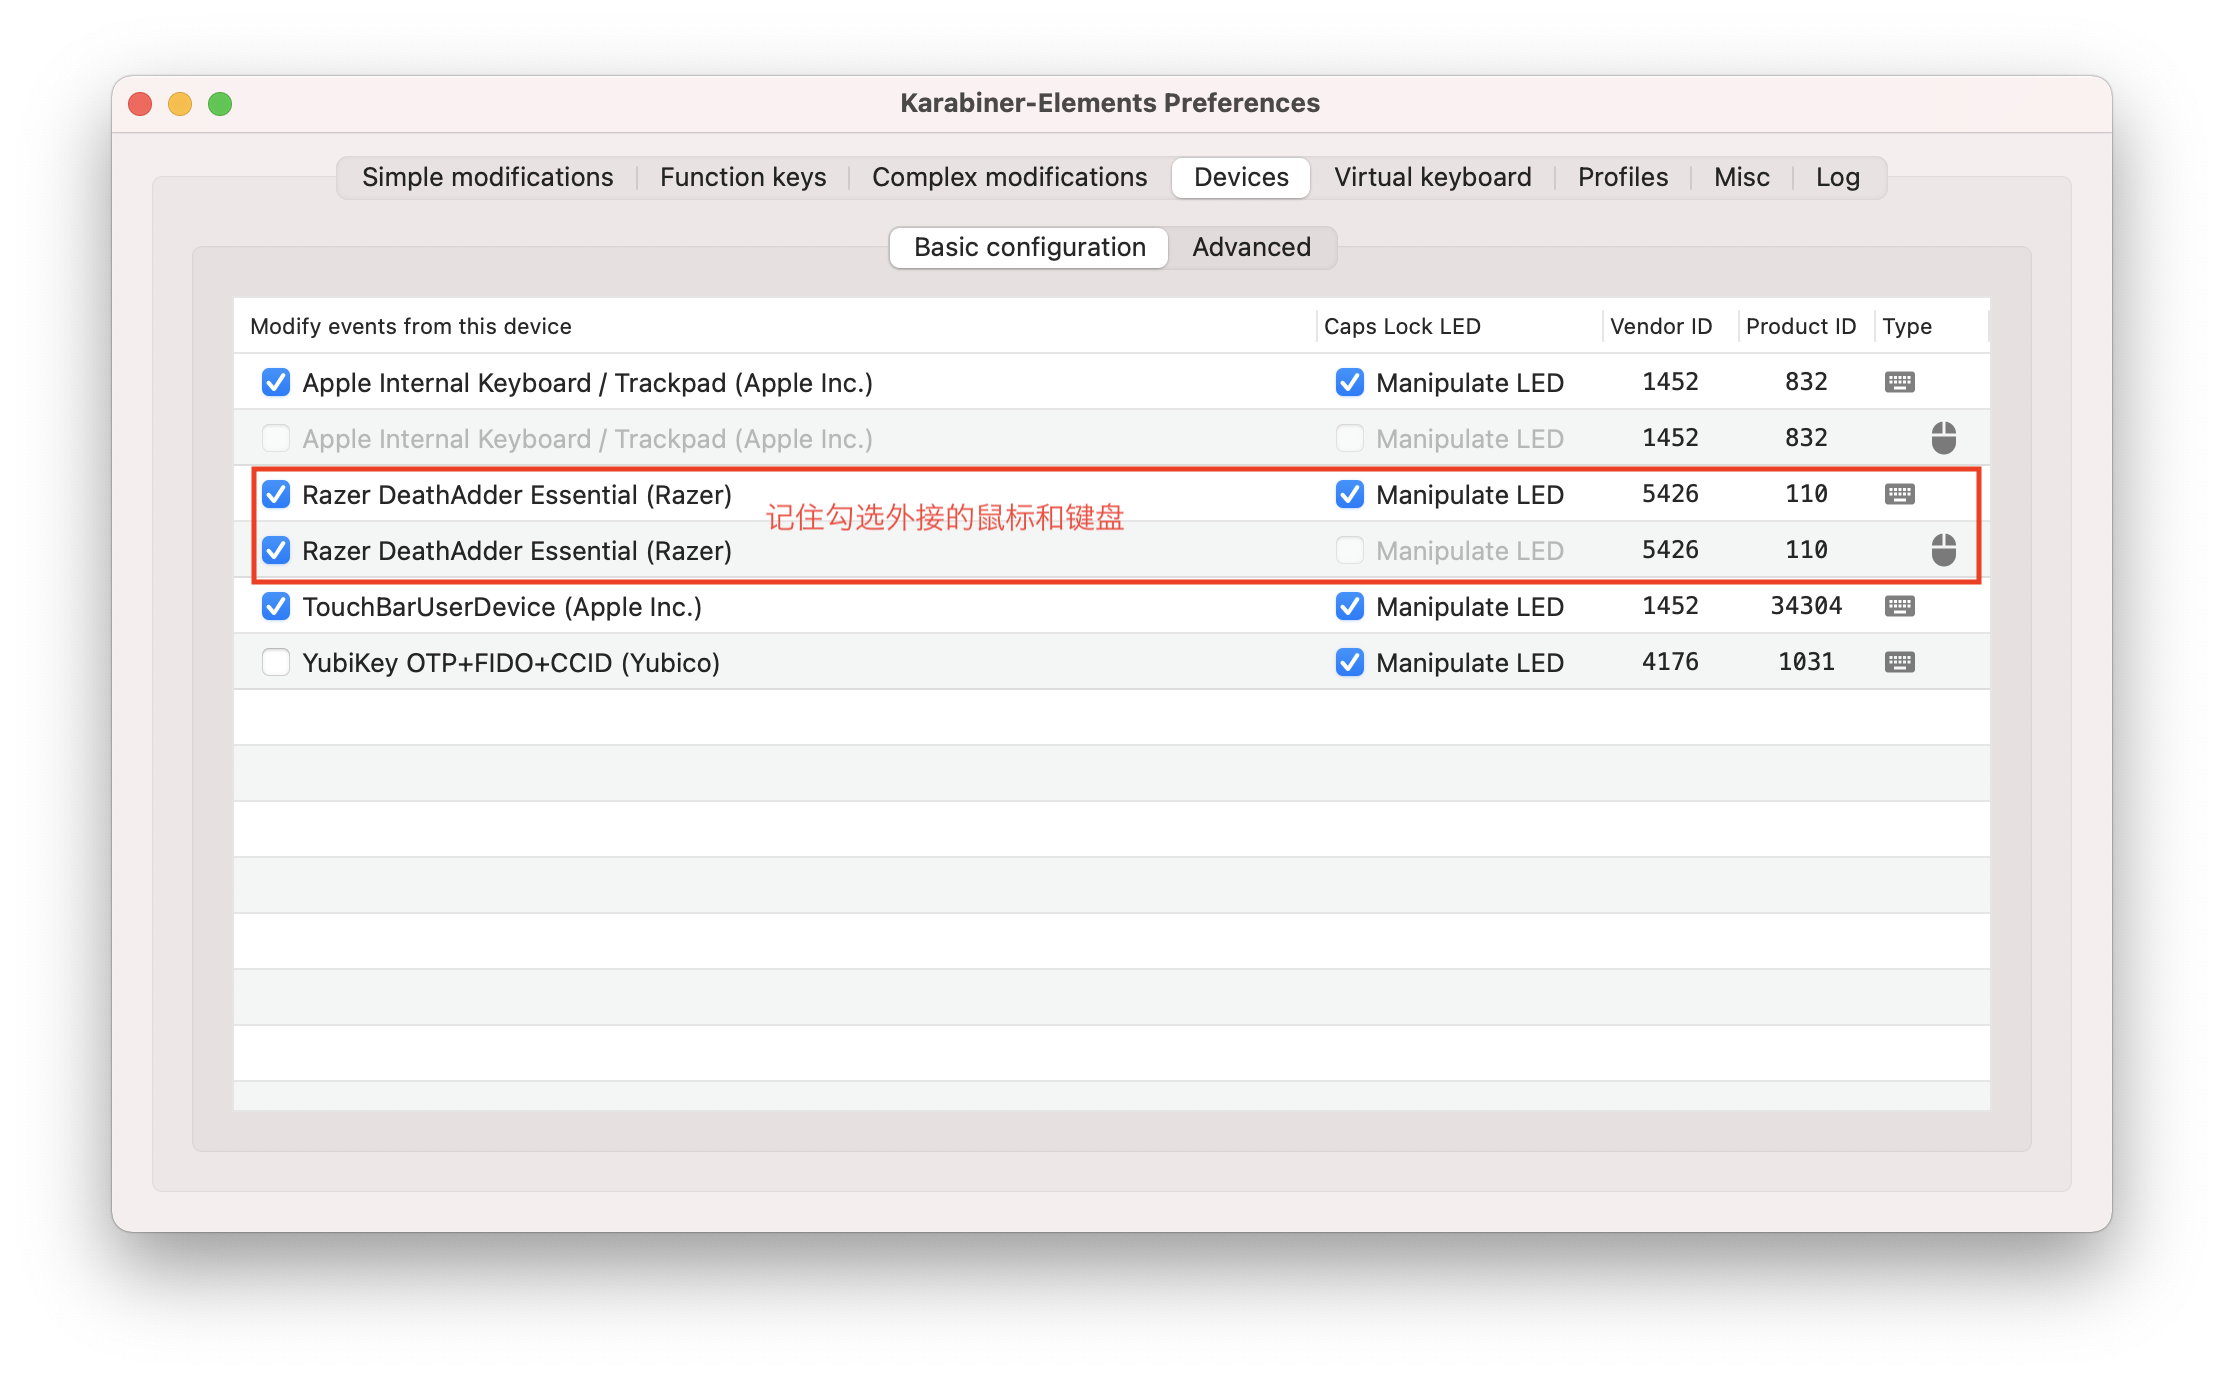 Karabiner-Elements Preferences
Simple modifications Function keys Complex modifications Devices Virtual keyboard Profiles Misc Log
Basic configuration Advanced
Modify events from this device Caps Lock LED Vendor ID Product ID Type
Apple Internal Keyboard / Trackpad (Apple Inc.) Manipulate LED 1452 832
Apple Internal Keyboard / Trackpad (Apple Inc.) Manipulate LED 1452 832
Razer DeathAdder Essential (Razer) Manipulate LED 5426 110
记住勾选外接的鼠标和键盘
Razer DeathAdder Essential (Razer) Manipulate LED 5426 110
TouchBarUserDevice (Apple Inc.) Manipulate LED 1452 34304
YubiKey OTP+FIDO+CCID (Yubico) Manipulate LED 4176 1031